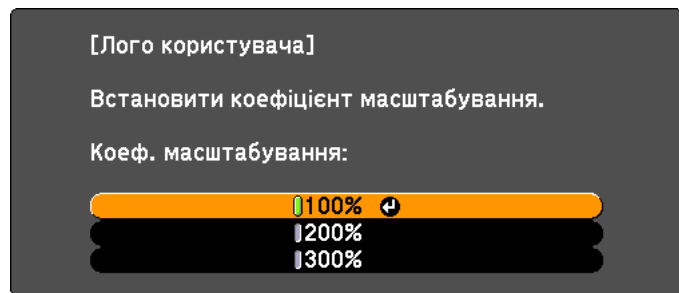 [Лого користувача]
Встановити коефіцієнт масштабування.
Коеф. масштабування:
100%
200%
300%